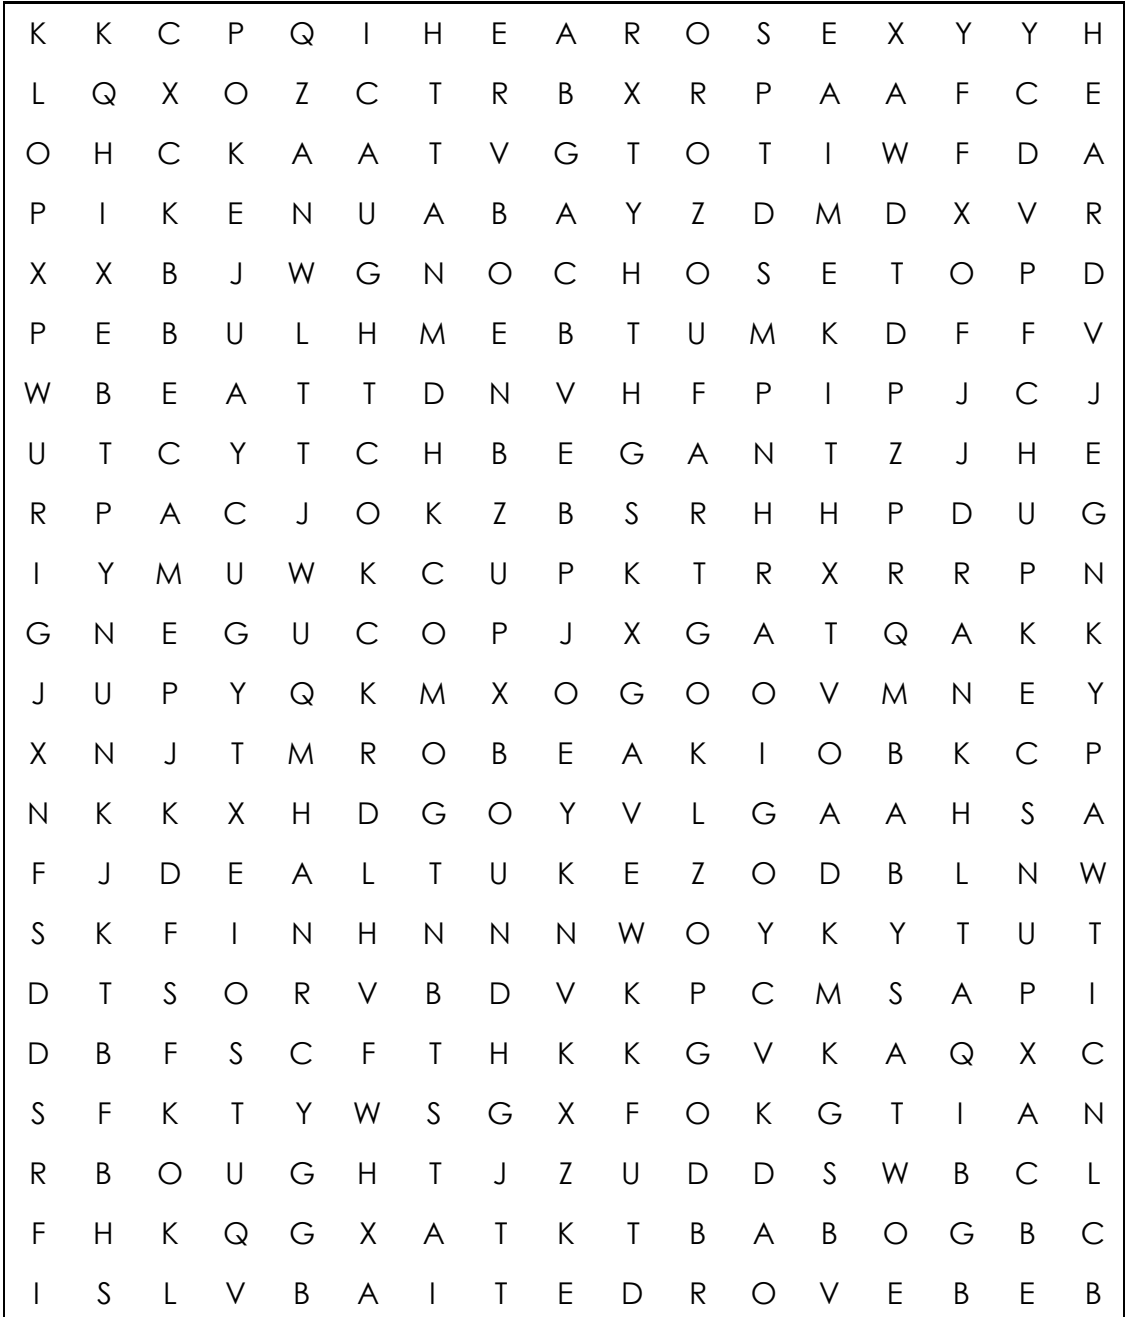 K K C P Q I H E A R O S E X Y Y H
L Q X O Z C T R B X R P A A F C E
O H C K A A T V G T O T I W F D A
P I K E N U A B A Y Z D M D X V R
X X B J W G N O C H O S E T O P D
P E B U L H M E B T U M K D F F V
W B E A T T D N V H F P I P J C J
U T C Y T C H B E G A N T Z J H E
R P A C J O K Z B S R H H P D U G
I Y M U W K C U P K T R X R R P N
G N E G U C O P J X G A T Q A K K
J U P Y Q K M X O G O O V M N E Y
X N J T M R O B E A K I O B K C P
N K K X H D G O Y V L G A A H S A
F J D E A L T U K E Z O D B L N W
S K F I N H N N N W O Y K Y T U T
D T S O R V B D V K P C M S A P I
D B F S C F T H K K G V K A Q X C
S F K T Y W S G X F O K G T I A N
R B O U G H T J Z U D D S W B C L
F H K Q G X A T K T B A B O G B C
I S L V B A I T E D R O V E B E B